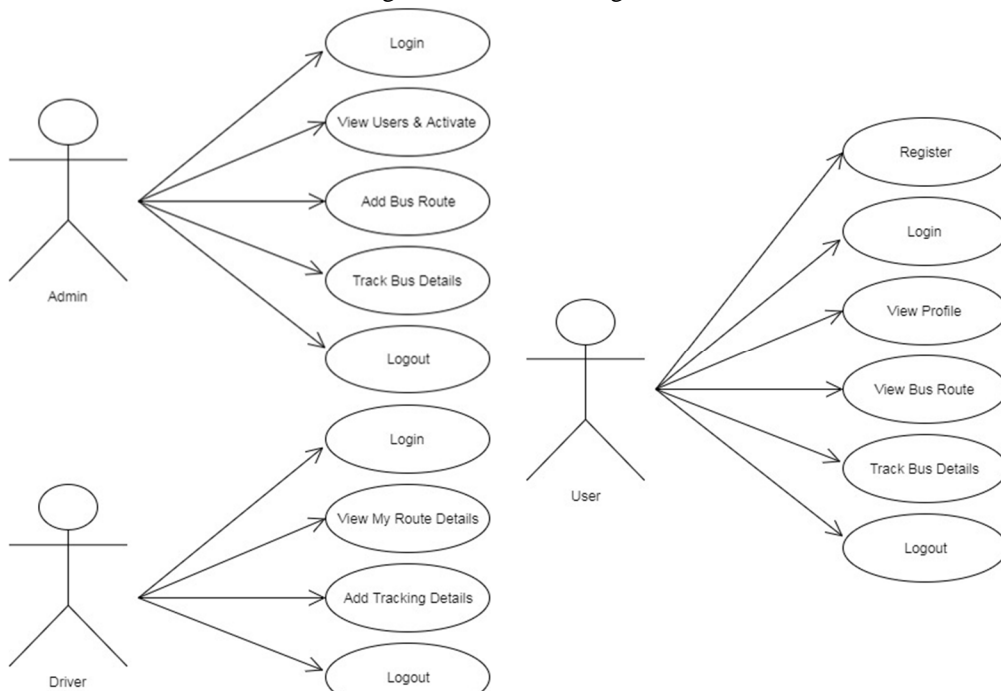 Login
View Users & Activate
Add Bus Route
Track Bus Details
Logout
Admin
Login
View My Route Details
Add Tracking Details
Logout
Driver
Register
Login
View Profile
View Bus Route
Track Bus Details
Logout
User